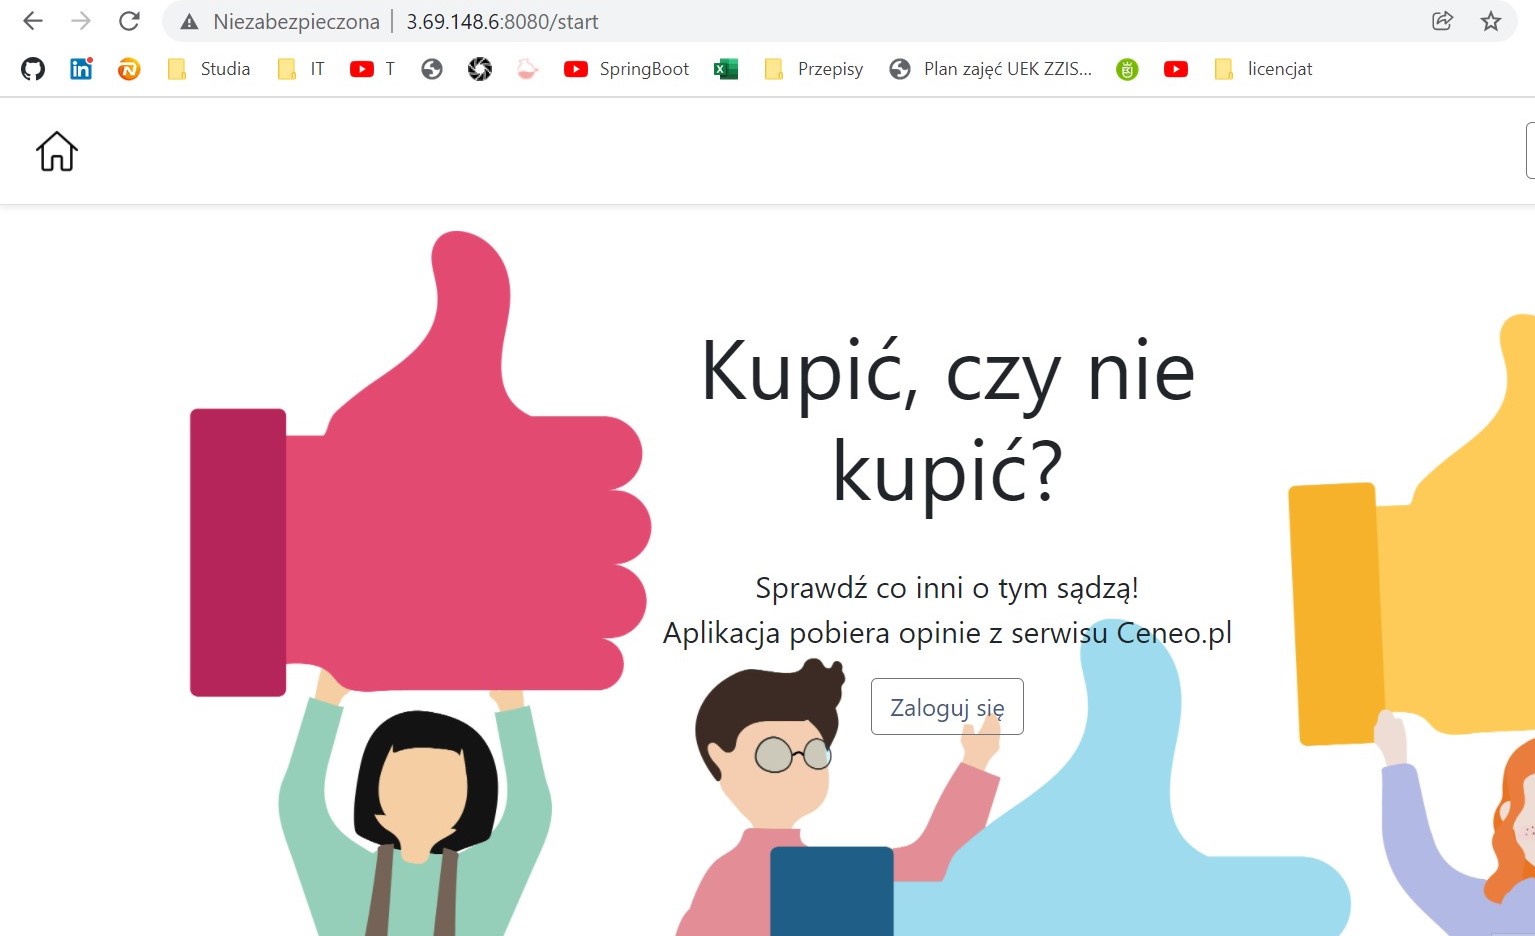 Niezabezpieczona 3.69.148.6:8080/start
Studia IT T SpringBoot Przepisy Plan zajęć UEK ZZIS... licencjat
Kupić, czy nie
kupić?
Sprawdź co inni o tym sądzą!
Aplikacja pobiera opinie z serwisu Ceneo.pl
Zaloguj się